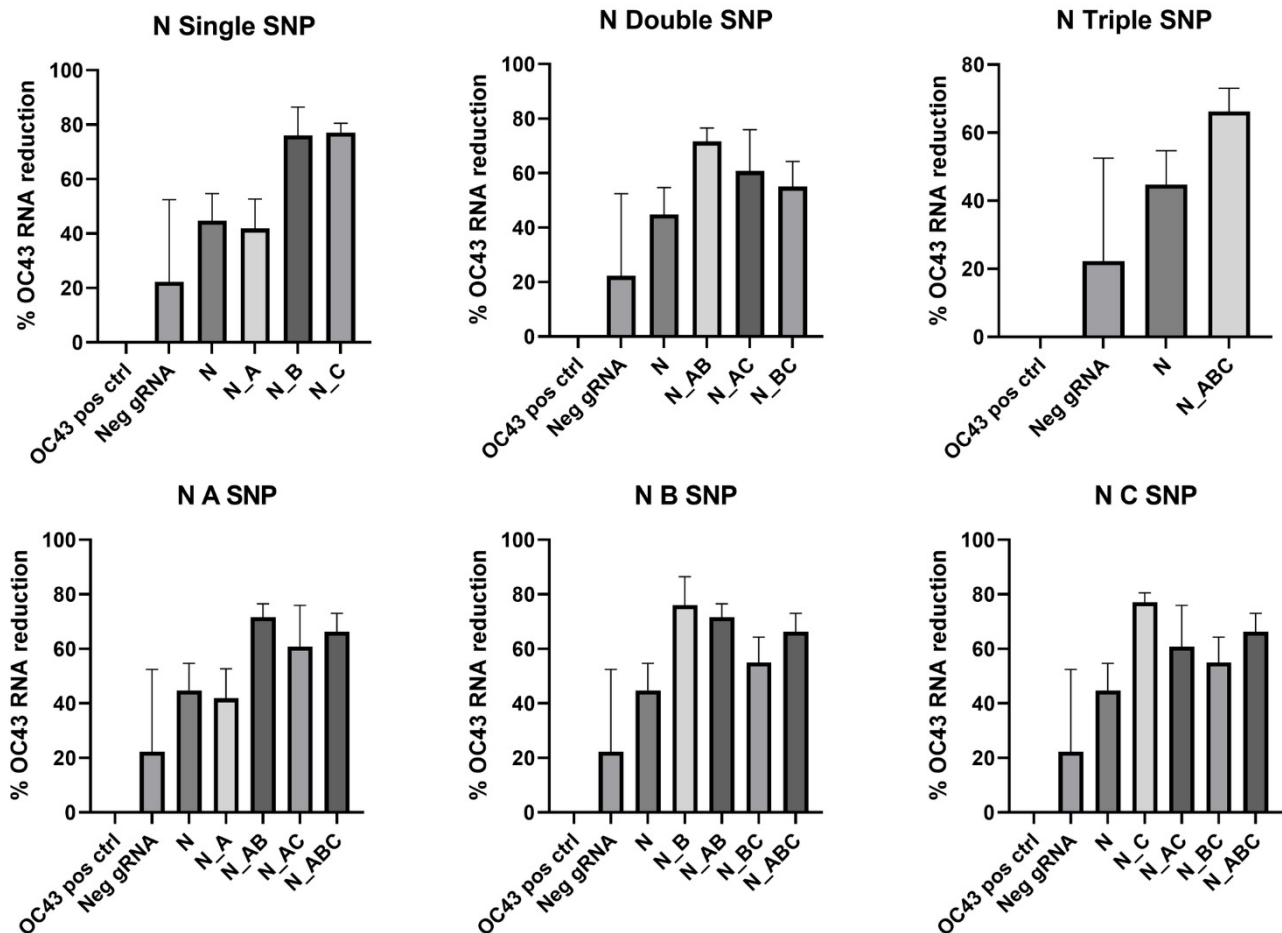 N Single SNP
% OC43 RNA reduction
100
80
60
40
20
0
OC43 pos ctrl
Neg gRNA
N
N_A
N_B
N_C
N Double SNP
% OC43 RNA reduction
100
80
60
40
20
0
OC43 pos ctrl
Neg gRNA
N
N_AB
N_AC
N_BC
N Triple SNP
% OC43 RNA reduction
80
60
40
20
0
OC43 pos ctrl
Neg gRNA
N
N_ABC
N A SNP
% OC43 RNA reduction
100
80
60
40
20
0
OC43 pos ctrl
Neg gRNA
N
N_A
N_AB
N_AC
N_ABC
N B SNP
% OC43 RNA reduction
100
80
60
40
20
0
OC43 pos ctrl
Neg gRNA
N
N_B
N_AB
N_BC
N_ABC
N C SNP
% OC43 RNA reduction
100
80
60
40
20
0
OC43 pos ctrl
Neg gRNA
N
N_C
N_AC
N_BC
N_ABC